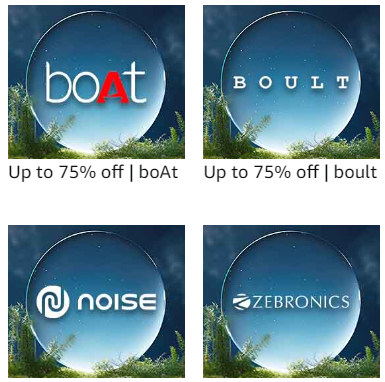 boAt
BOULT
Up to 75% off | boAt
Up to 75% off | boult
NOISE
ZEBRONICS